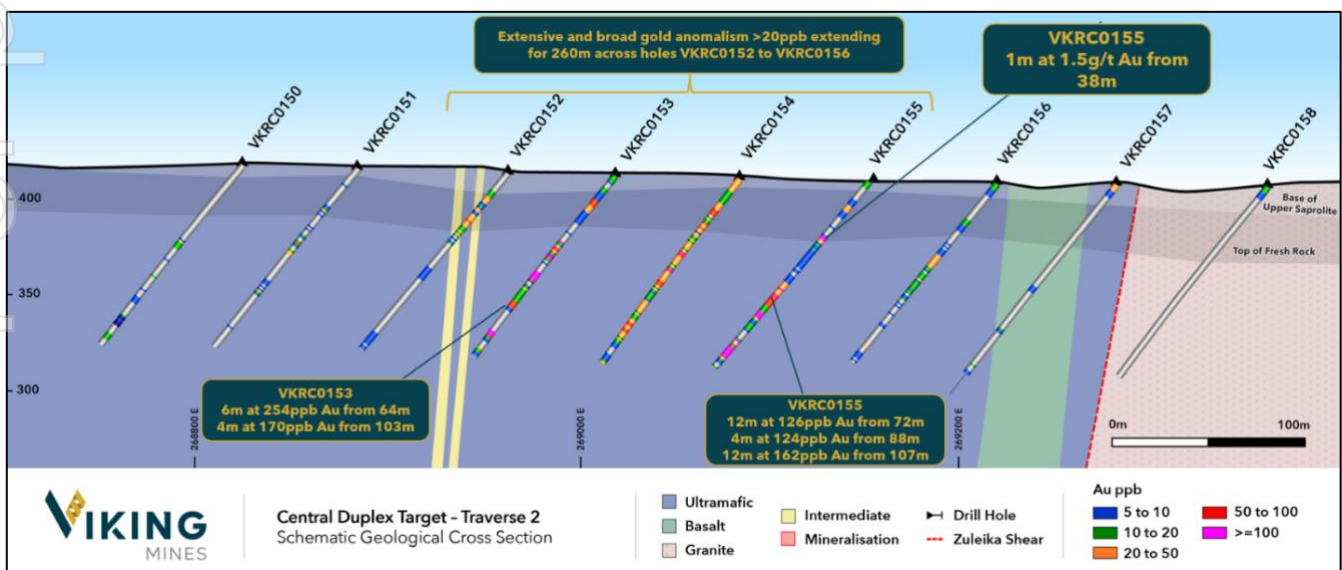 Extensive and broad gold anomalism >20ppb extending
for 260m across holes VKRC0152 to VKRC0156
VKRC0155
1m at 1.5g/t Au from
38m
VKRC0150
VKRC0151
VKRC0152
VKRC0153
VKRC0154
VKRC0155
VKRC0156
VKRC0157
VKRC0158
400
350
300
Base of
Upper Saprolite
Top of Fresh Rock
VKRC0153
6m at 254ppb Au from 64m
4m at 170ppb Au from 103m
VKRC0155
12m at 126ppb Au from 72m
4m at 124ppb Au from 88m
12m at 162ppb Au from 107m
268800 E
269000 E
269200 E
0m
100m
VIKING
MINES
Central Duplex Target - Traverse 2
Schematic Geological Cross Section
Ultramafic
Basalt
Granite
Intermediate
Mineralisation
Drill Hole
Zuleika Shear
Au ppb
5 to 10
10 to 20
20 to 50
50 to 100
>=100